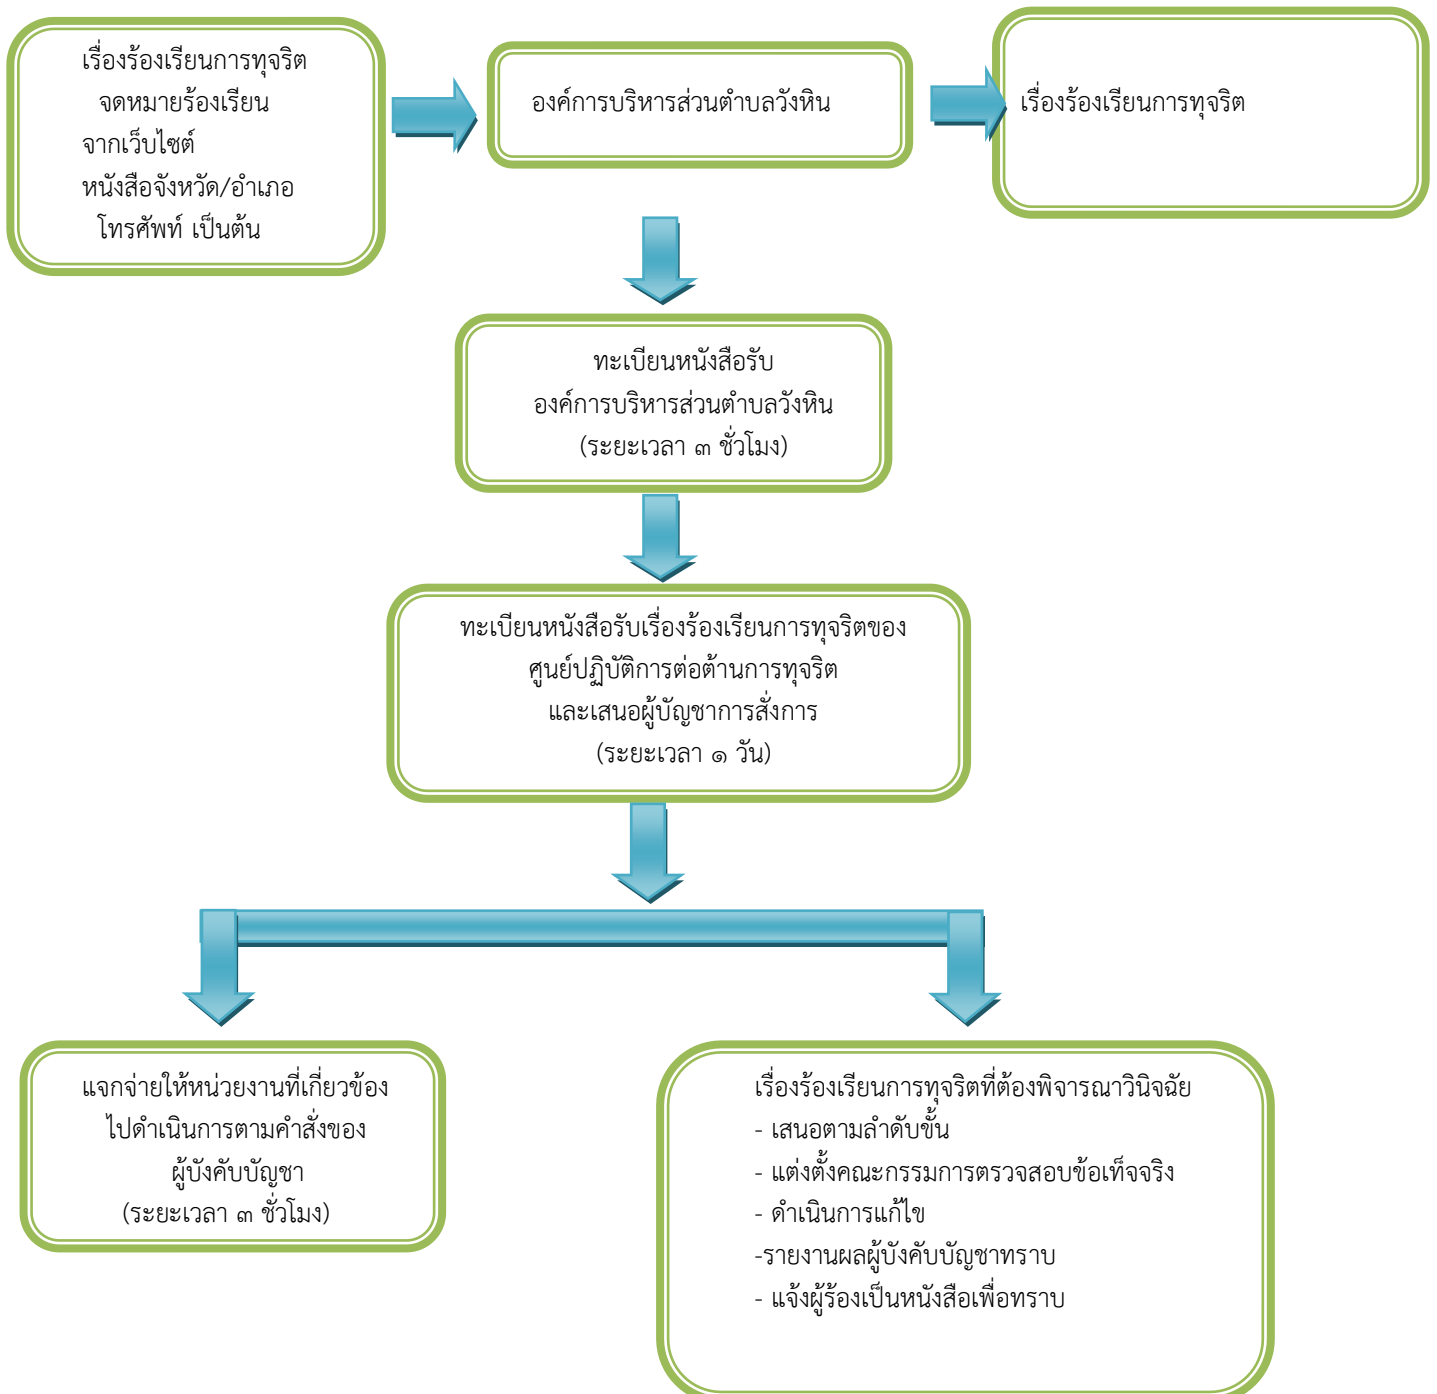 เรื่องร้องเรียนการทุจริต
จดหมายร้องเรียน
จากเว็บไซต์
หนังสือจังหวัด/อำเภอ
โทรศัพท์ เป็นต้น
องค์การบริหารส่วนตำบลวังหิน
เรื่องร้องเรียนการทุจริต
ทะเบียนหนังสือรับ
องค์การบริหารส่วนตำบลวังหิน
(ระยะเวลา ๓ ชั่วโมง)
ทะเบียนหนังสือรับเรื่องร้องเรียนการทุจริตของ
ศูนย์ปฏิบัติการต่อต้านการทุจริต
และเสนอผู้บัญชาการสั่งการ
(ระยะเวลา ๑ วัน)
แจกจ่ายให้หน่วยงานที่เกี่ยวข้อง
ไปดำเนินการตามคำสั่งของ
ผู้บังคับบัญชา
(ระยะเวลา ๓ ชั่วโมง)
เรื่องร้องเรียนการทุจริตที่ต้องพิจารณาวินิจฉัย
- เสนอตามลำดับขั้น
- แต่งตั้งคณะกรรมการตรวจสอบข้อเท็จจริง
- ดำเนินการแก้ไข
-รายงานผลผู้บังคับบัญชาทราบ
- แจ้งผู้ร้องเป็นหนังสือเพื่อทราบ